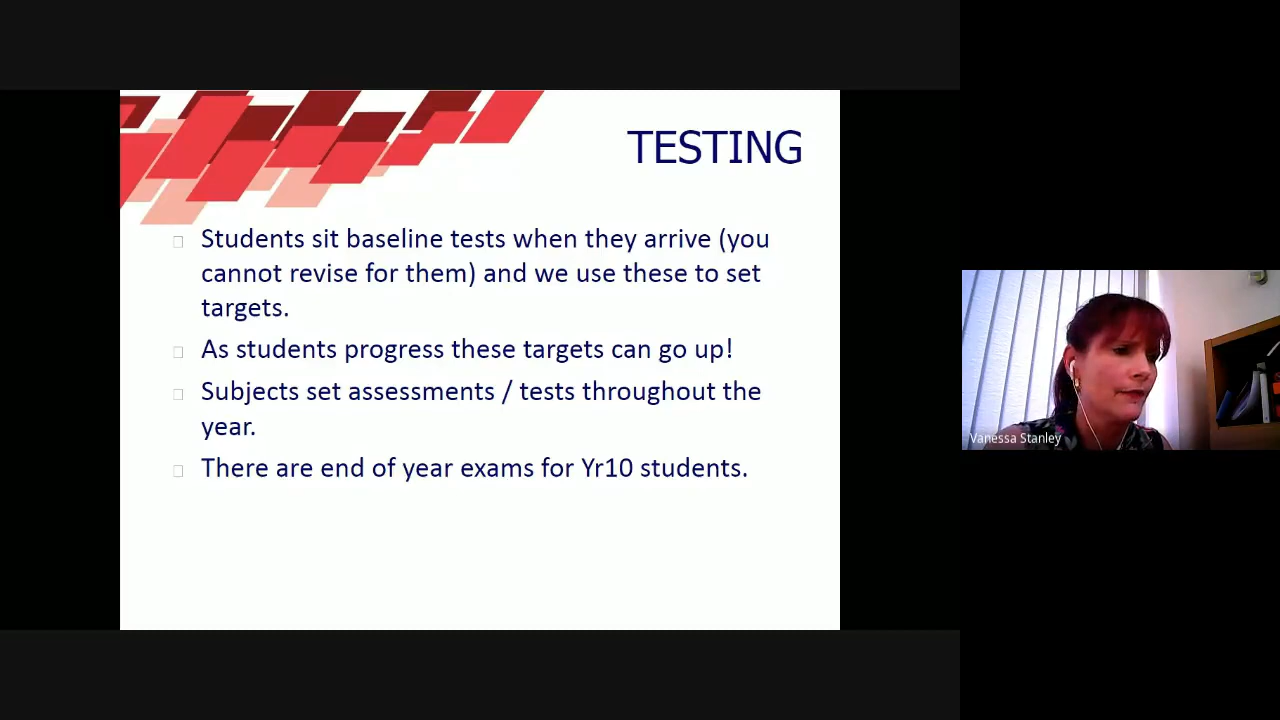 TESTING
Students sit baseline tests when they arrive (you
cannot revise for them) and we use these to set
targets.
As students progress these targets can go up!
Subjects set assessments / tests throughout the
year.
There are end of year exams for Yr10 students.
Vanessa Stanley